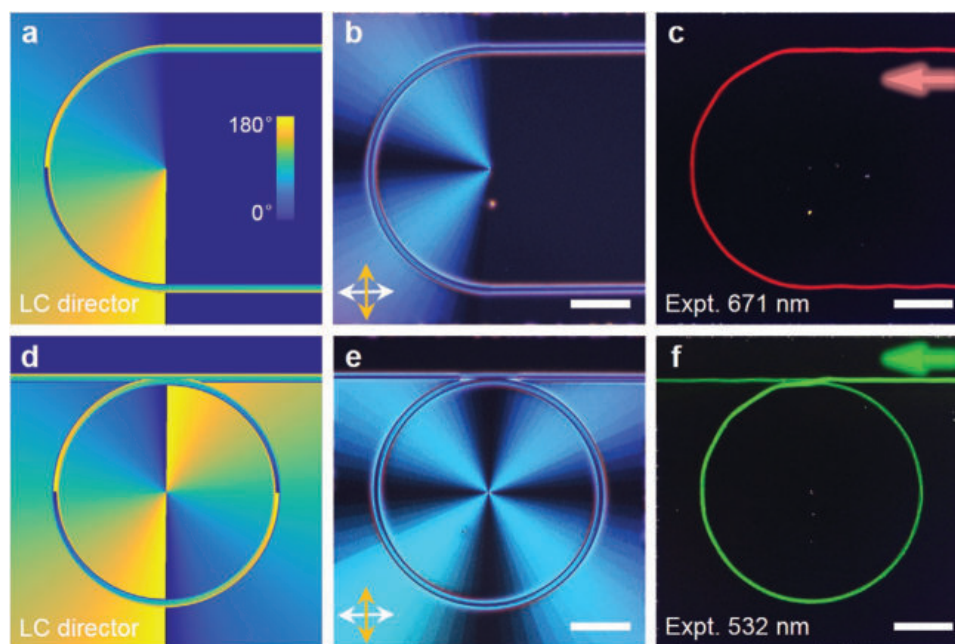 a
b
c
180°
0°
LC director
Expt. 671 nm
d
e
f
LC director
Expt. 532 nm